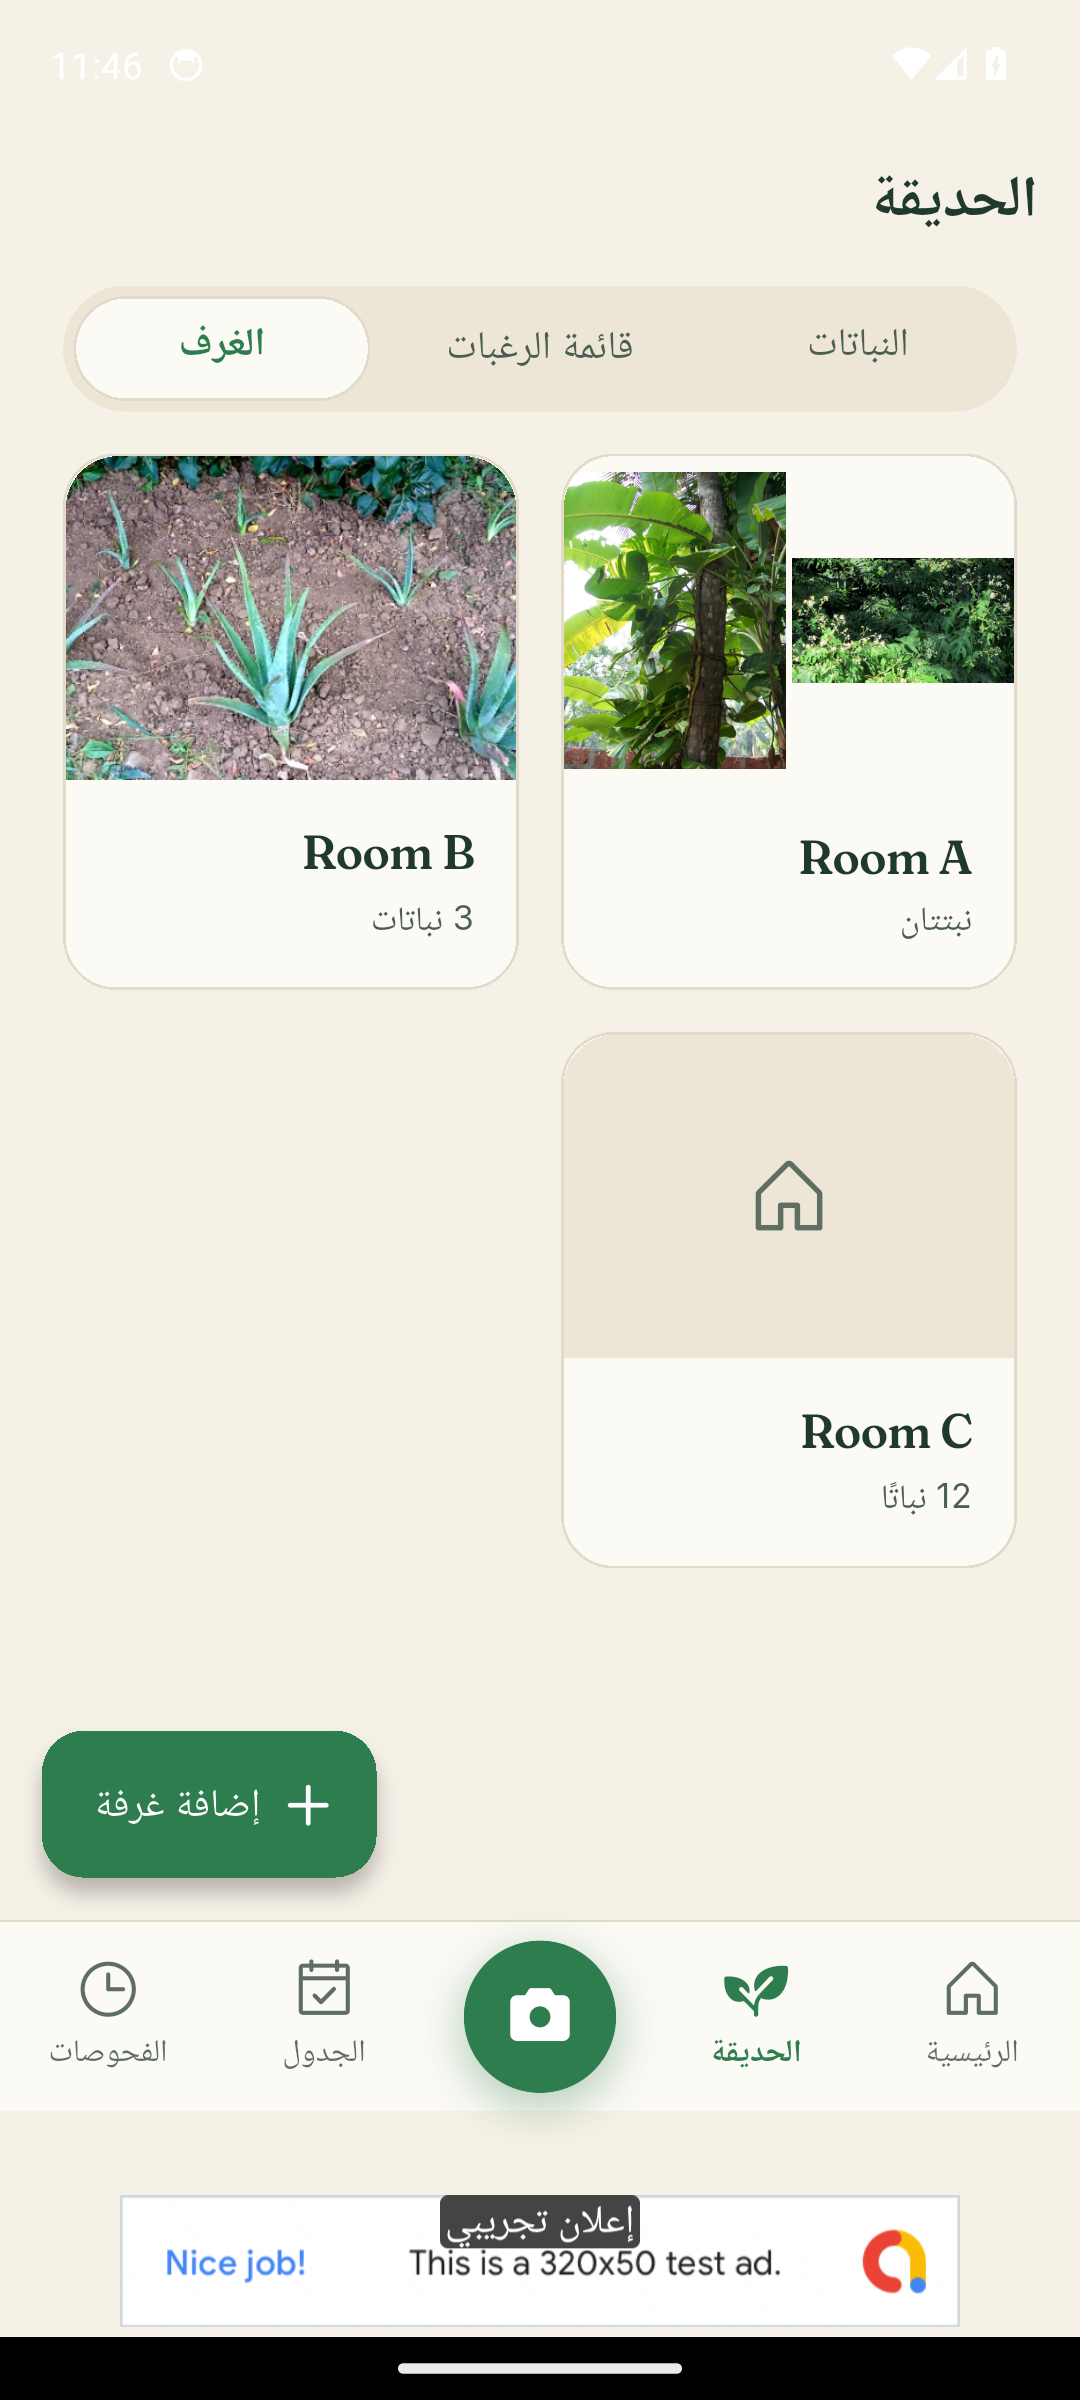 11:46
الحديقة
النباتات
قائمة الرغبات
الغرف
Room A
نبتتان
Room B
3 نباتات
Room C
12 نباتًا
إضافة غرفة
الرئيسية
الحديقة
الجدول
الفحوصات
إعلان تجريبي
Nice job!
This is a 320x50 test ad.